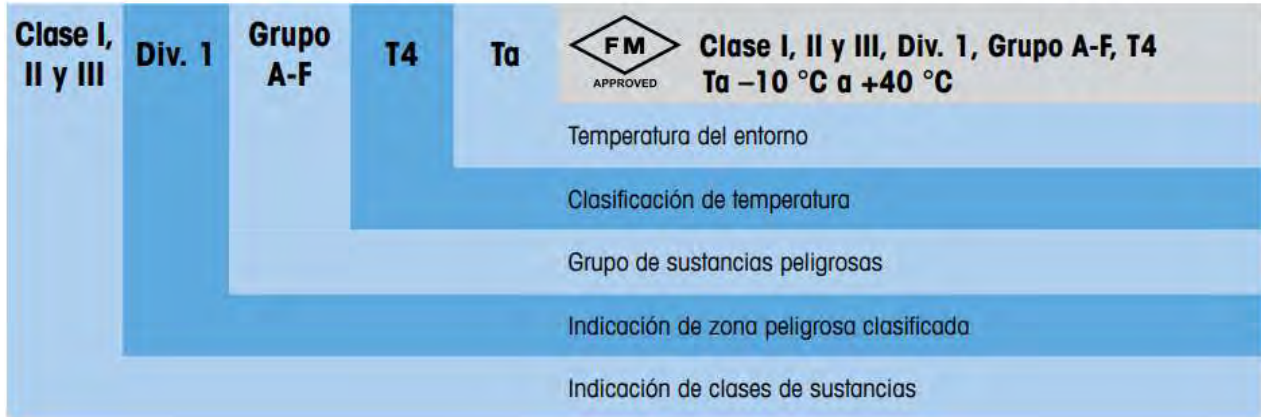 Clase I,
II y III
Div. 1
Grupo
A-F
T4
Ta
FM
APPROVED
Clase I, II y III, Div. 1, Grupo A-F, T4
Ta –10 °C a +40 °C
Temperatura del entorno
Clasificación de temperatura
Grupo de sustancias peligrosas
Indicación de zona peligrosa clasificada
Indicación de clases de sustancias